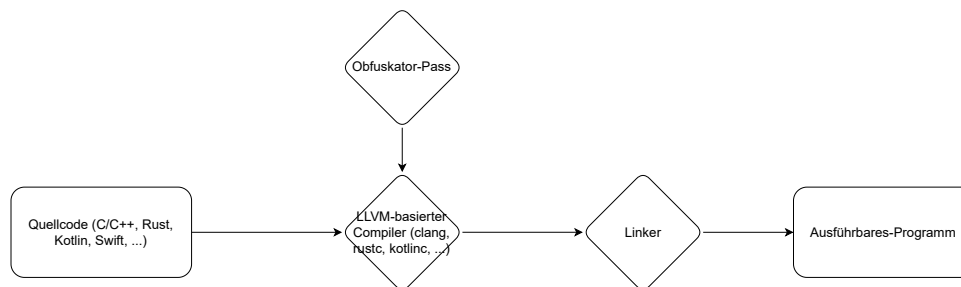 Obfuskator-Pass
Quellcode (C/C++, Rust,
Kotlin, Swift, ...)
LLVM-basierter
Compiler (clang,
rustc, kotlinc, ...)
Linker
Ausführbares-Programm